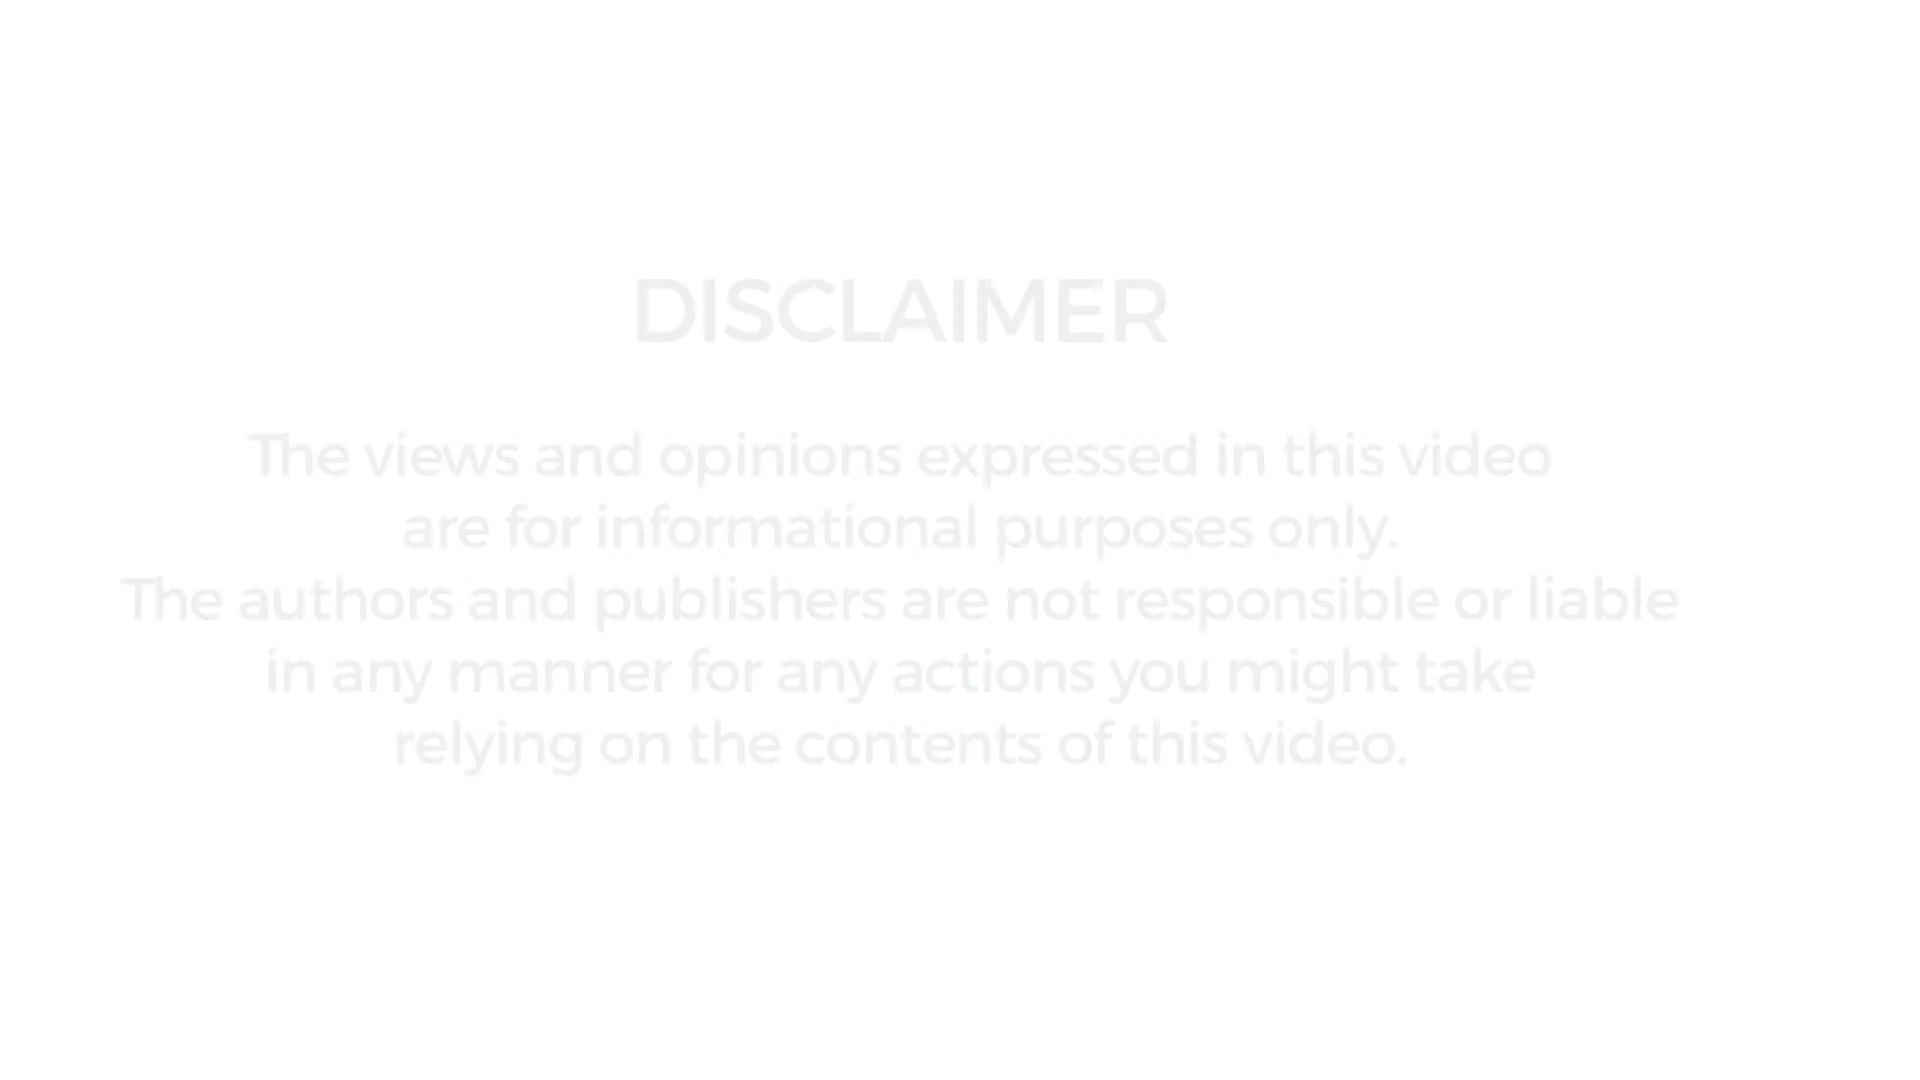 DISCLAIMER
The views and opinions expressed in this video
are for informational purposes only.
The authors and publishers are not responsible or liable
in any manner for any actions you might take
relying on the contents of this video.